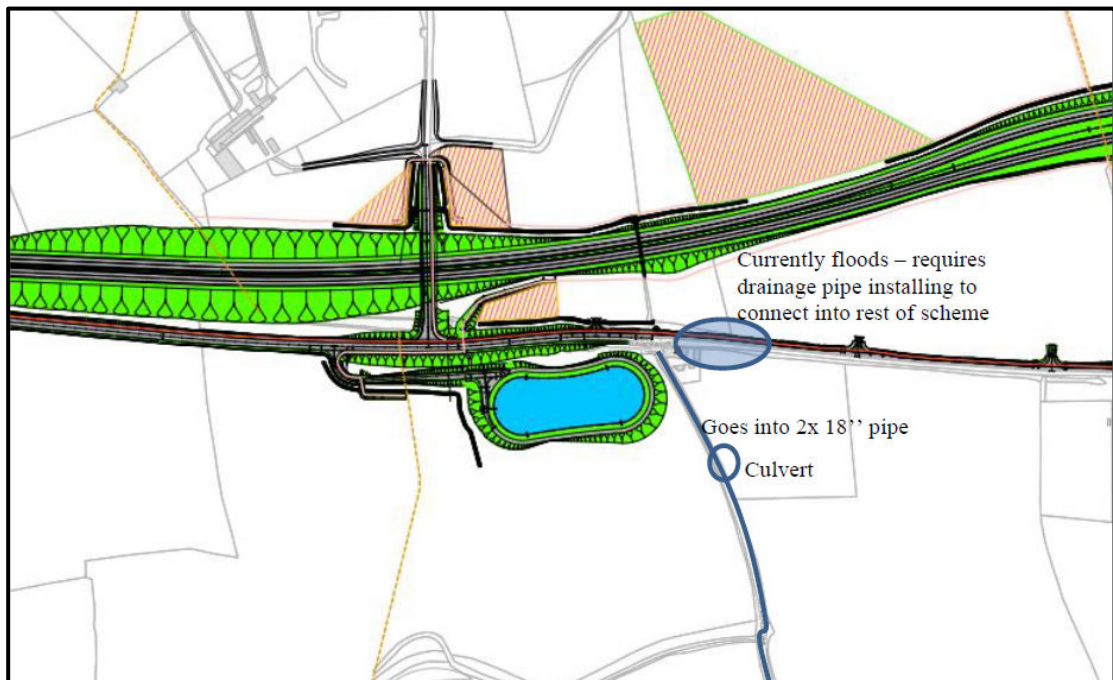 Currently floods – requires
drainage pipe installing to
connect into rest of scheme
Goes into 2x 18’’ pipe
Culvert